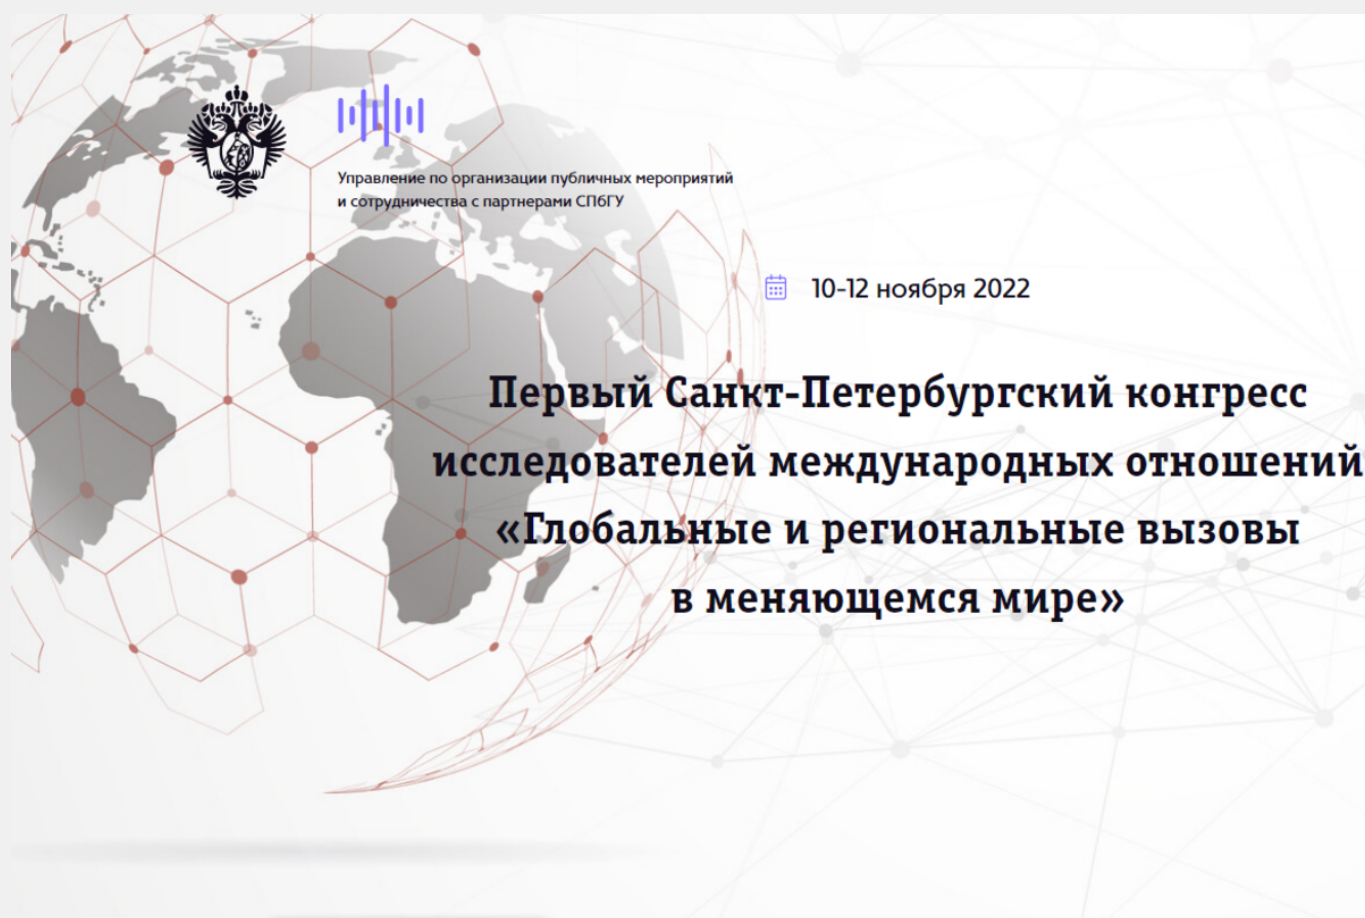 Управление по организации публичных мероприятий
и сотрудничества с партнерами СПбГУ
10-12 ноября 2022
Первый Санкт-Петербургский конгресс
исследователей международных отношений
«Глобальные и региональные вызовы
в меняющемся мире»